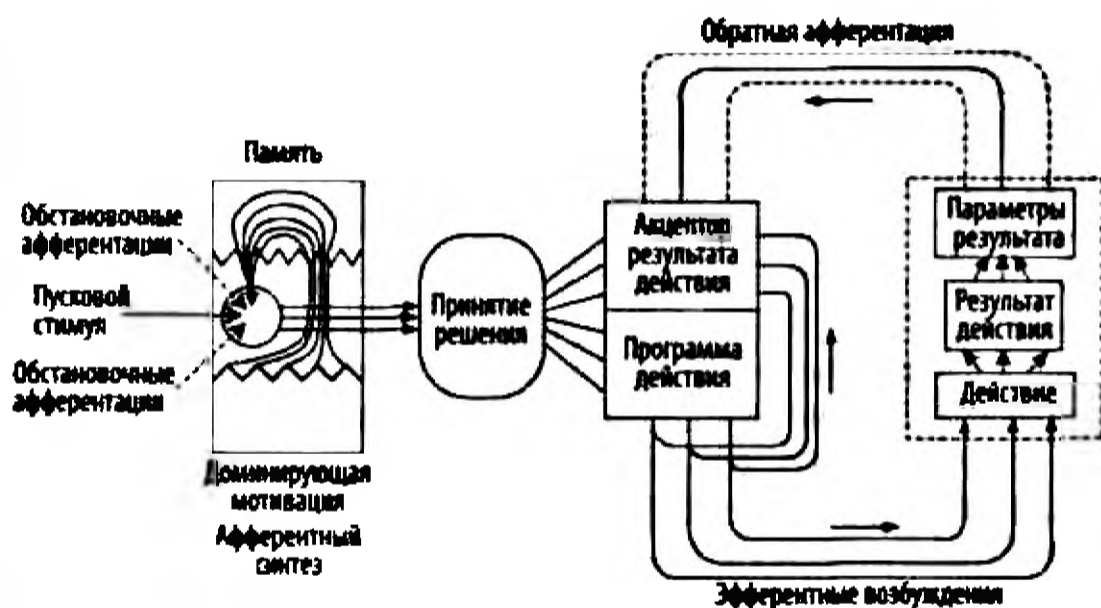 Обратная афферентация
Память
Обстановочные
афферентации
Пусковой
стимул
Обстановочные
афферентации
Доминирующая
мотивация
Афферентный
синтез
Принятие
решения
Акцептор
результата
действия
Программа
действия
Параметры
результата
Результат
действия
Действие
Эфферентные возбуждения